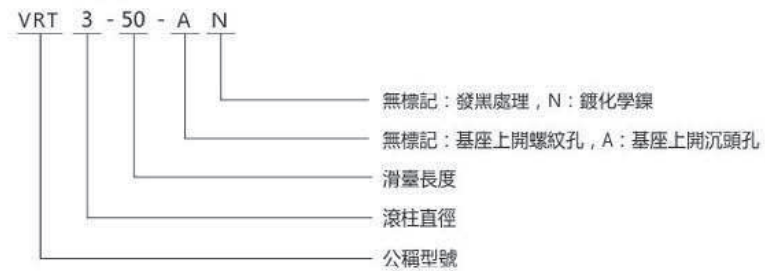 VRT 3 - 50 - A N
無標記：發黑處理，N：鍍化學鎳
無標記：基座上開螺紋孔，A：基座上開沉頭孔
滑臺長度
滾柱直徑
公稱型號